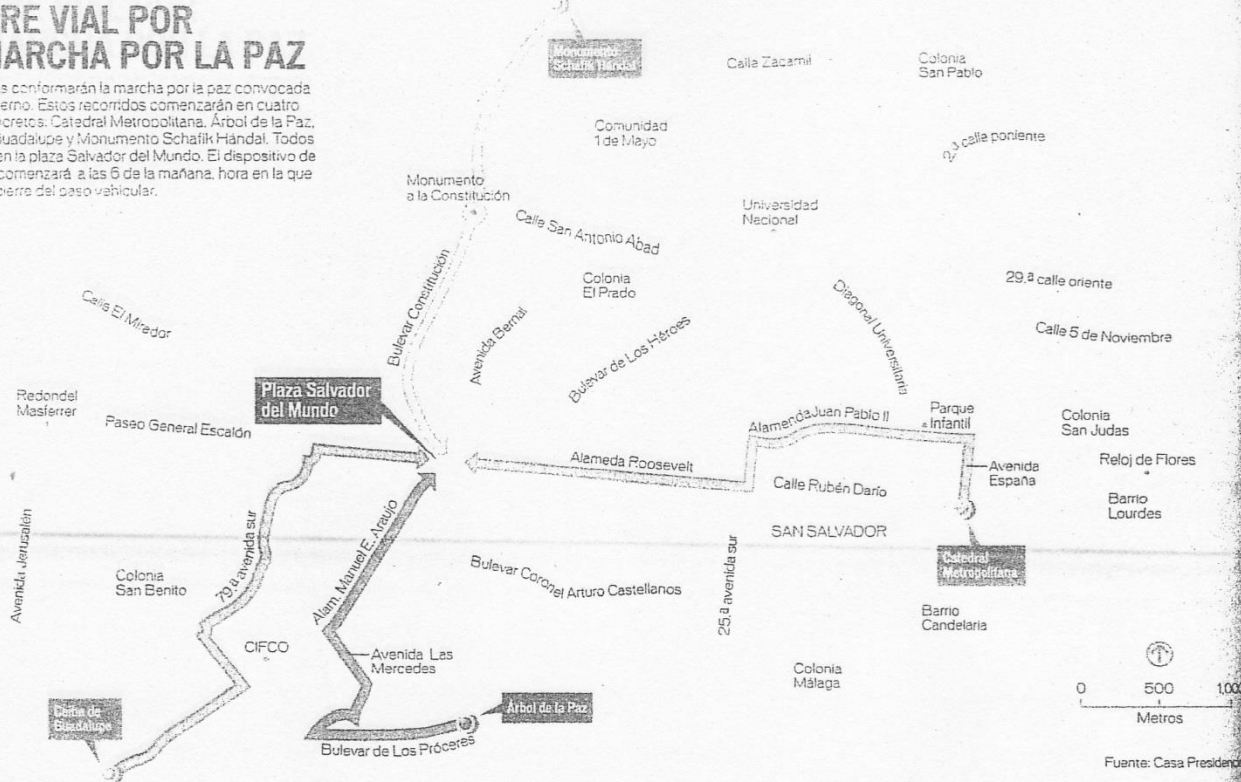 RE VIAL POR
ARCHA POR LA PAZ
s conformarán la marcha por la paz convocada
erno. Estos recorridos comenzarán en cuatro
cretos: Catedral Metropolitana, Árbol de la Paz,
uadalupe y Monumento Schafik Hándal. Todos
en la plaza Salvador del Mundo. El dispositivo de
comenzará a las 6 de la mañana, hora en la que
ierre del paso vehicular.
Monumento
Schafik Hándal
Calle Zacamil
Colonia
San Pablo
Comunidad
1 de Mayo
2.ª calle poniente
Monumento
a la Constitución
Universidad
Nacional
Calle San Antonio Abad
Colonia
El Prado
29.ª calle oriente
Calle El Mirador
Bulevar Constitución
Avenida Bernal
Bulevar de Los Héroes
Diagonal Universitaria
Calle 5 de Noviembre
Plaza Salvador
del Mundo
Redondel
Masferrer
Paseo General Escalón
Alamenda Juan Pablo II
Parque
Infantil
Colonia
San Judas
Alameda Roosevelt
Avenida
España
Reloj de Flores
Calle Rubén Darío
Barrio
Lourdes
SAN SALVADOR
Avenida Jerusalén
79.ª avenida sur
Alam. Manuel E. Araujo
Bulevar Coronel Arturo Castellanos
25.ª avenida sur
Catedral
Metropolitana
Colonia
San Benito
Barrio
Candelaria
CIFCO
Avenida Las
Mercedes
Colonia
Málaga
de
Guadalupe
Árbol de la Paz
Bulevar de Los Próceres
0 500 1,00
Metros
Fuente: Casa Presidenc